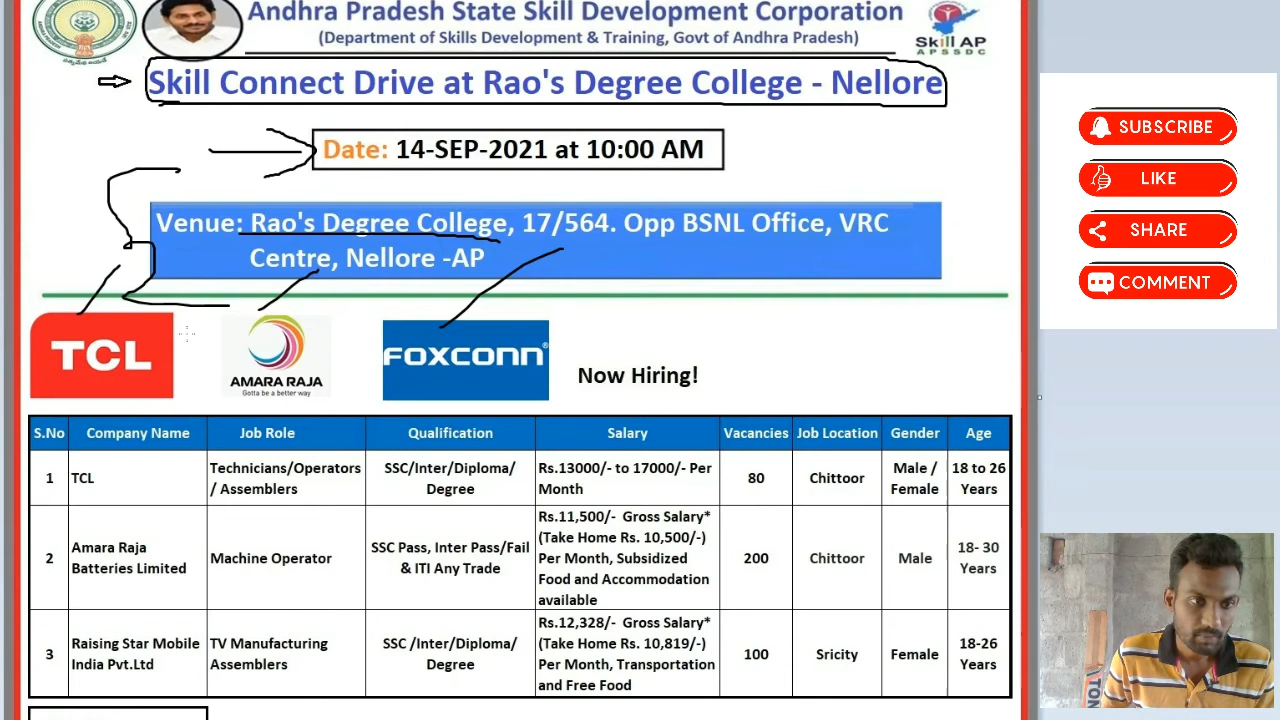 Andhra Pradesh State Skill Development Corporation
(Department of Skills Development & Training, Govt of Andhra Pradesh)
Skill AP
APSSDC
Skill Connect Drive at Rao's Degree College - Nellore
Date: 14-SEP-2021 at 10:00 AM
Venue: Rao's Degree College, 17/564. Opp BSNL Office, VRC
Centre, Nellore -AP
TCL
AMARA RAJA
Gotta be a better way
FOXCONN®
Now Hiring!
S.No Company Name Job Role Qualification Salary Vacancies Job Location Gender Age
1 TCL Technicians/Operators / Assemblers SSC/Inter/Diploma/ Degree Rs.13000/- to 17000/- Per Month 80 Chittoor Male / Female 18 to 26 Years
2 Amara Raja Batteries Limited Machine Operator SSC Pass, Inter Pass/Fail & ITI Any Trade Rs.11,500/- Gross Salary* (Take Home Rs. 10,500/-) Per Month, Subsidized Food and Accommodation available 200 Chittoor Male 18- 30 Years
3 Raising Star Mobile India Pvt.Ltd TV Manufacturing Assemblers SSC /Inter/Diploma/ Degree Rs.12,328/- Gross Salary* (Take Home Rs. 10,819/-) Per Month, Transportation and Free Food 100 Sricity Female 18-26 Years
SUBSCRIBE
LIKE
SHARE
COMMENT